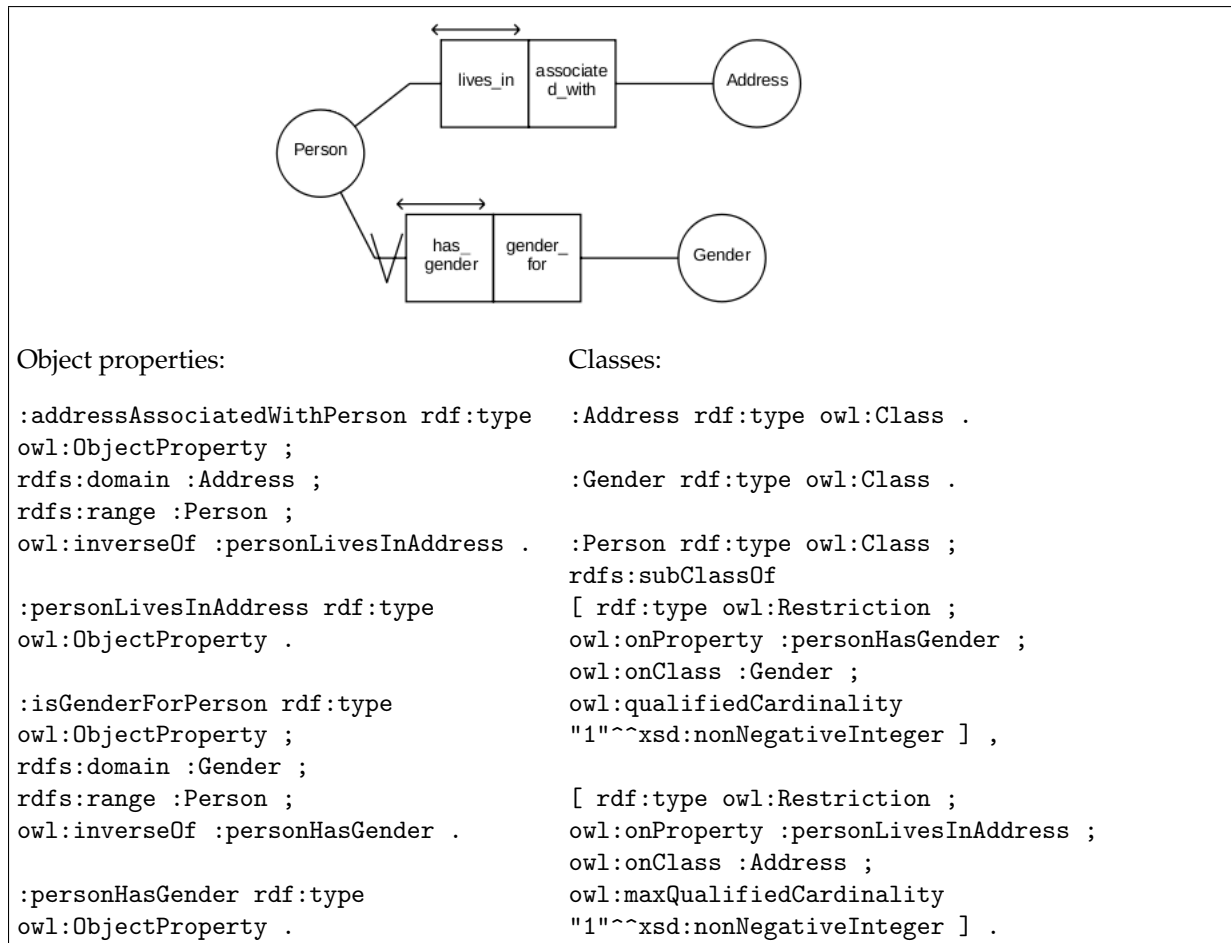 lives_in
associate
d_with
Address
Person
has_
gender
gender_
for
Gender
Object properties:
:addressAssociatedWithPerson rdf:type
owl:ObjectProperty ;
rdfs:domain :Address ;
rdfs:range :Person ;
owl:inverseOf :personLivesInAddress .
:personLivesInAddress rdf:type
owl:ObjectProperty .
:isGenderForPerson rdf:type
owl:ObjectProperty ;
rdfs:domain :Gender ;
rdfs:range :Person ;
owl:inverseOf :personHasGender .
:personHasGender rdf:type
owl:ObjectProperty .
Classes:
:Address rdf:type owl:Class .
:Gender rdf:type owl:Class .
:Person rdf:type owl:Class ;
rdfs:subClassOf
[ rdf:type owl:Restriction ;
owl:onProperty :personHasGender ;
owl:onClass :Gender ;
owl:qualifiedCardinality
"1"^^xsd:nonNegativeInteger ] ,
[ rdf:type owl:Restriction ;
owl:onProperty :personLivesInAddress ;
owl:onClass :Address ;
owl:maxQualifiedCardinality
"1"^^xsd:nonNegativeInteger ] .